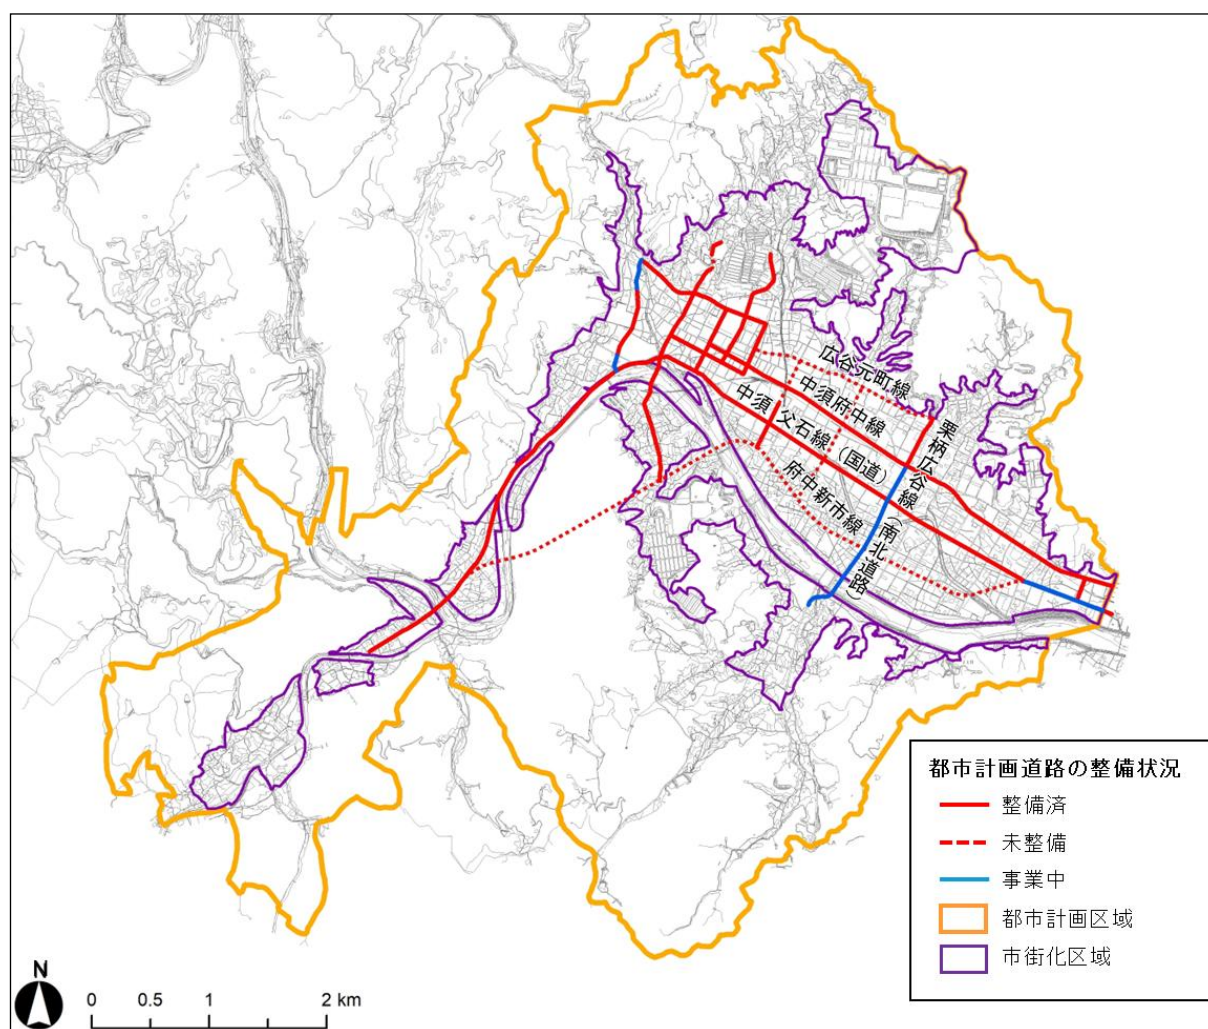 広谷元町線
中須府中線
中須父石線(国道)
府中新市線
栗柄広谷線(南北道路)
都市計画道路の整備状況
整備済
未整備
事業中
都市計画区域
市街化区域
N
0 0.5 1 2 km